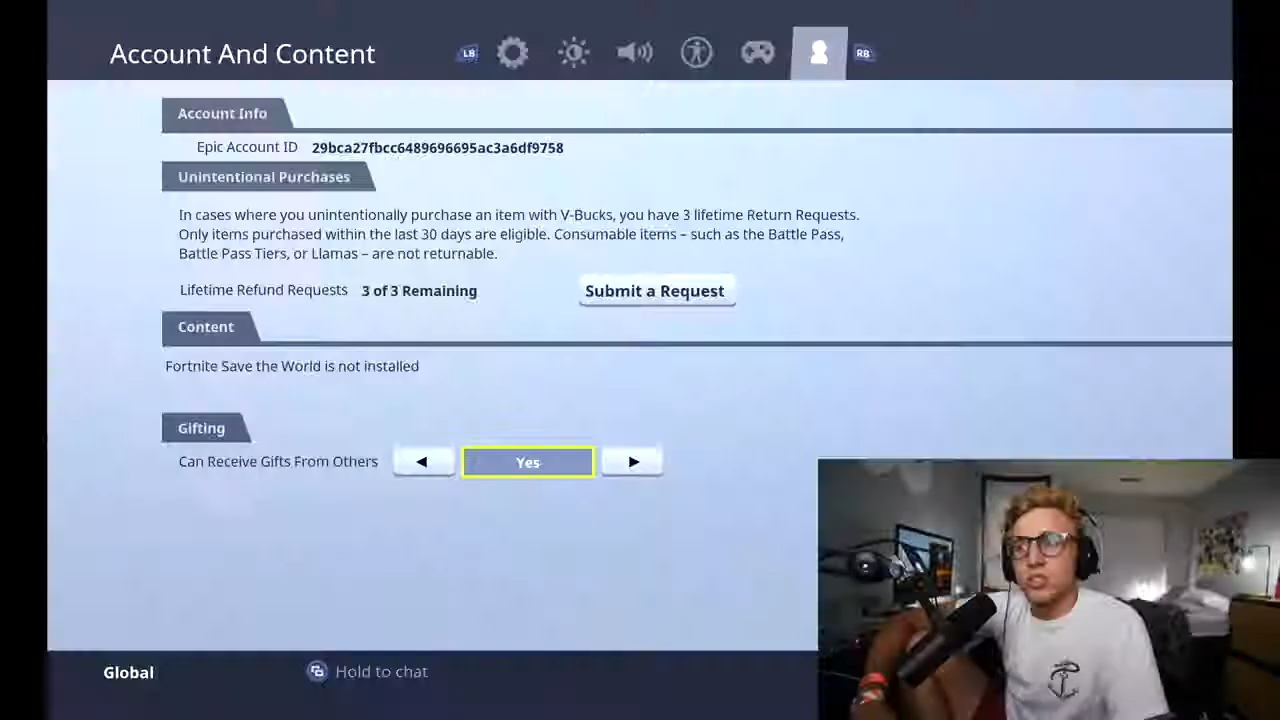 Account And Content
LB
RB
Account Info
Epic Account ID 29bca27fbcc6489696695ac3a6df9758
Unintentional Purchases
In cases where you unintentionally purchase an item with V-Bucks, you have 3 lifetime Return Requests.
Only items purchased within the last 30 days are eligible. Consumable items – such as the Battle Pass,
Battle Pass Tiers, or Llamas – are not returnable.
Lifetime Refund Requests 3 of 3 Remaining Submit a Request
Content
Fortnite Save the World is not installed
Gifting
Can Receive Gifts From Others Yes
Global Hold to chat